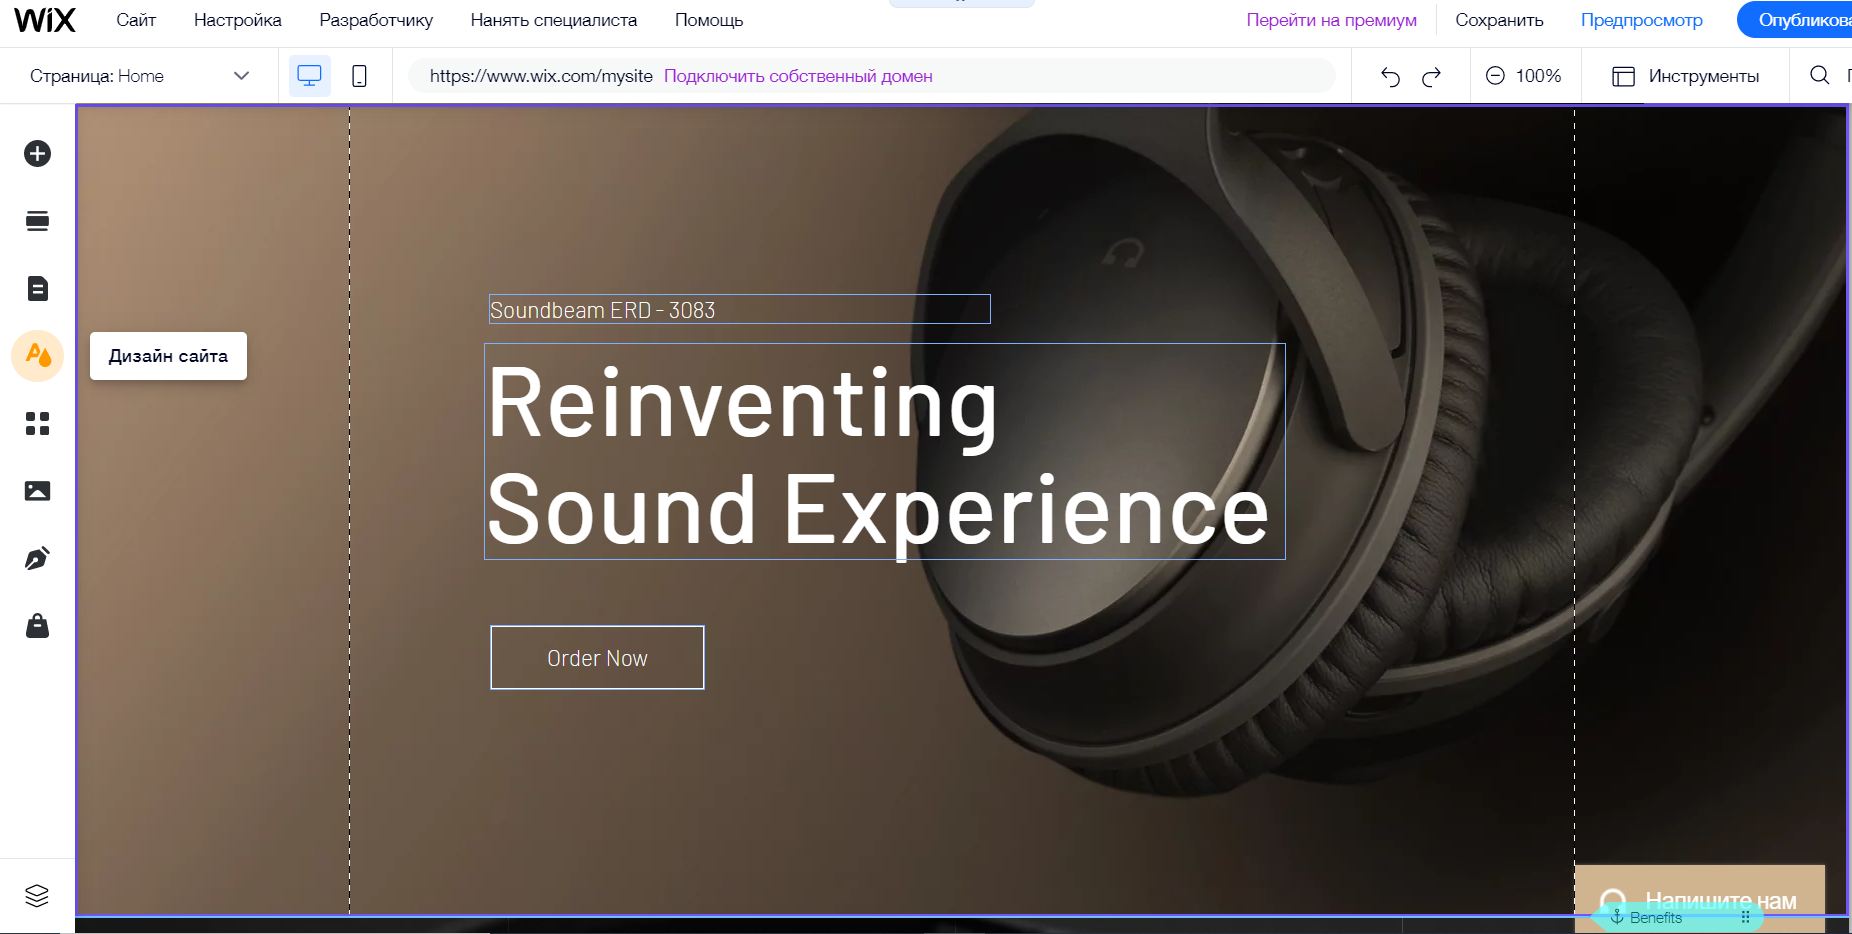 WiX Сайт Настройка Разработчику Нанять специалиста Помощь Перейти на премиум Сохранить Предпросмотр
Страница: Home https://www.wix.com/mysite Подключить собственный домен 100% Инструменты
Soundbeam ERD - 3083
Дизайн сайта
Reinventing
Sound Experience
Order Now
Напишите нам
Benefits